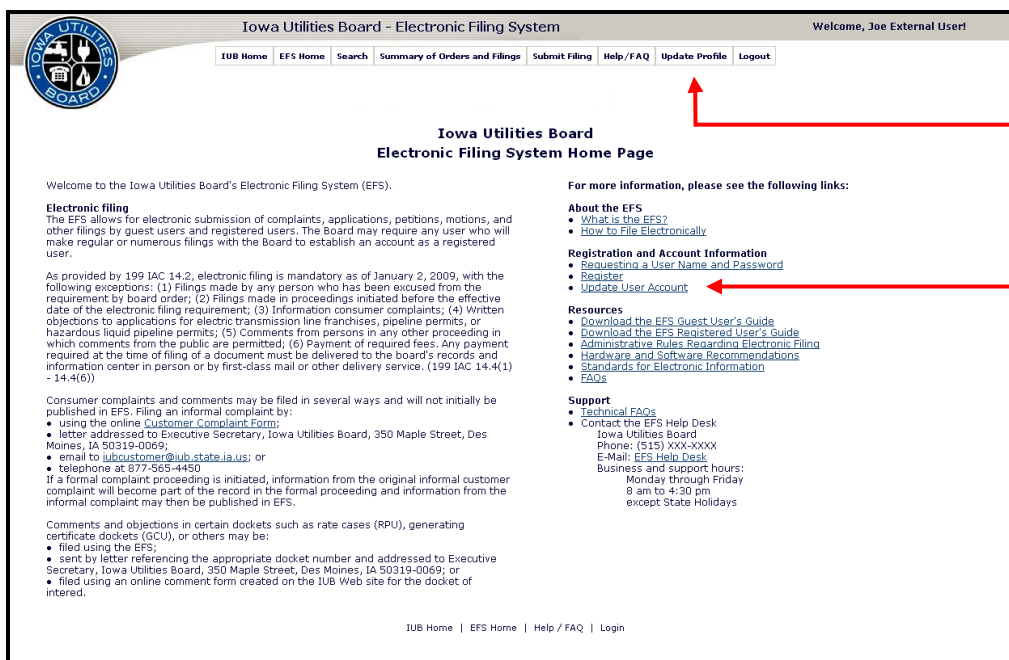 IOWA UTILITIES BOARD
Iowa Utilities Board - Electronic Filing System
Welcome, Joe External User!
IUB Home EFS Home Search Summary of Orders and Filings Submit Filing Help/FAQ Update Profile Logout
Iowa Utilities Board
Electronic Filing System Home Page
Welcome to the Iowa Utilities Board's Electronic Filing System (EFS).
Electronic filing
The EFS allows for electronic submission of complaints, applications, petitions, motions, and
other filings by guest users and registered users. The Board may require any user who will
make regular or numerous filings with the Board to establish an account as a registered
user.
As provided by 199 IAC 14.2, electronic filing is mandatory as of January 2, 2009, with the
following exceptions: (1) Filings made by any person who has been excused from the
requirement by board order; (2) Filings made in proceedings initiated before the effective
date of the electronic filing requirement; (3) Information consumer complaints; (4) Written
objections to applications for electric transmission line franchises, pipeline permits, or
hazardous liquid pipeline permits; (5) Comments from persons in any other proceeding in
which comments from the public are permitted; (6) Payment of required fees. Any payment
required at the time of filing of a document must be delivered to the board's records and
information center in person or by first-class mail or other delivery service. (199 IAC 14.4(1)
- 14.4(6))
Consumer complaints and comments may be filed in several ways and will not initially be
published in EFS. Filing an informal complaint by:
• using the online Customer Complaint Form;
• letter addressed to Executive Secretary, Iowa Utilities Board, 350 Maple Street, Des
Moines, IA 50319-0069;
• email to iubcustomer@iub.state.ia.us; or
• telephone at 877-565-4450
If a formal complaint proceeding is initiated, information from the original informal customer
complaint will become part of the record in the formal proceeding and information from the
informal complaint may then be published in EFS.
Comments and objections in certain dockets such as rate cases (RPU), generating
certificate dockets (GCU), or others may be:
• filed using the EFS;
• sent by letter referencing the appropriate docket number and addressed to Executive
Secretary, Iowa Utilities Board, 350 Maple Street, Des Moines, IA 50319-0069; or
• filed using an online comment form created on the IUB Web site for the docket of
intered.
For more information, please see the following links:
About the EFS
• What is the EFS?
• How to File Electronically
Registration and Account Information
• Requesting a User Name and Password
• Register
• Update User Account
Resources
• Download the EFS Guest User's Guide
• Download the EFS Registered User's Guide
• Administrative Rules Regarding Electronic Filing
• Hardware and Software Recommendations
• Standards for Electronic Information
• FAQs
Support
• Technical FAQs
• Contact the EFS Help Desk
Iowa Utilities Board
Phone: (515) XXX-XXXX
E-Mail: EFS Help Desk
Business and support hours:
Monday through Friday
8 am to 4:30 pm
except State Holidays
IUB Home | EFS Home | Help / FAQ | Login